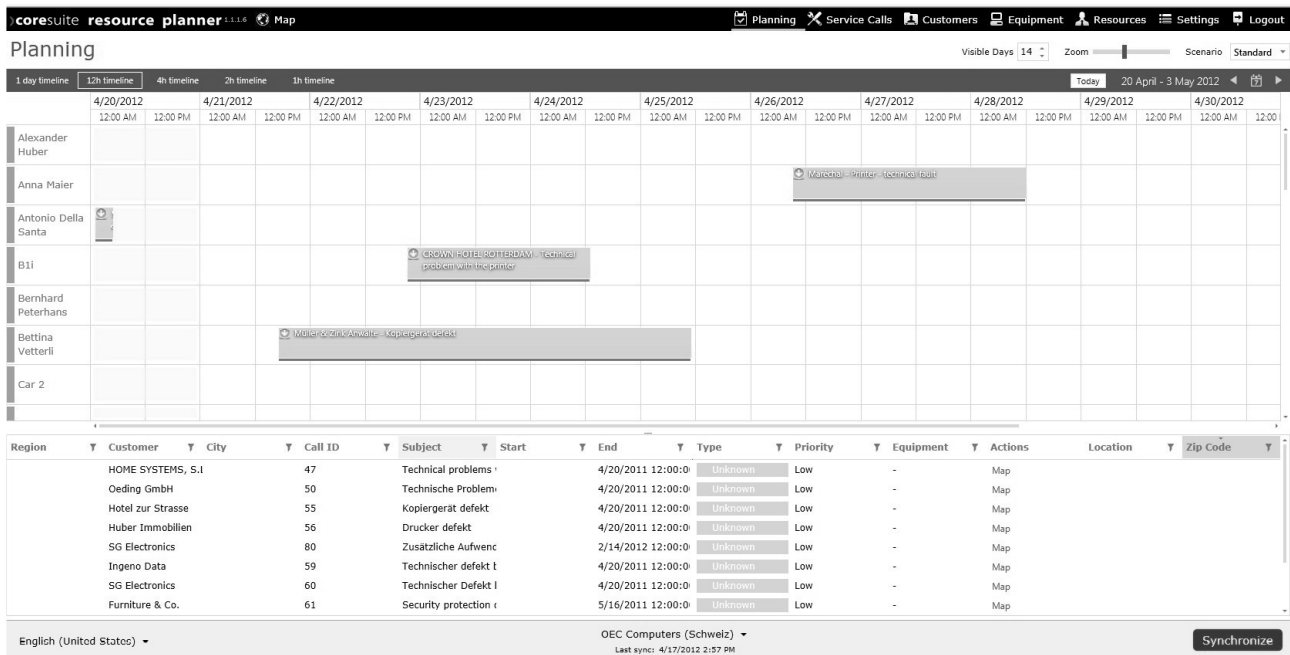 coresuite resource planner 1.1.1.6 Map Planning Service Calls Customers Equipment Resources Settings Logout
Planning Visible Days 14 Zoom Scenario Standard
1 day timeline 12h timeline 4h timeline 2h timeline 1h timeline Today 20 April - 3 May 2012
4/20/2012 4/21/2012 4/22/2012 4/23/2012 4/24/2012 4/25/2012 4/26/2012 4/27/2012 4/28/2012 4/29/2012 4/30/2012
12:00 AM 12:00 PM 12:00 AM 12:00 PM 12:00 AM 12:00 PM 12:00 AM 12:00 PM 12:00 AM 12:00 PM 12:00 AM 12:00 PM 12:00 AM 12:00 PM 12:00 AM 12:00 PM 12:00 AM 12:00 PM 12:00 AM 12:00 PM 12:00 AM 12:00
Alexander
Huber
Anna Maier
Maréchal - Printer - technical fault
Antonio Della
Santa
B1i
CROWN HOTEL ROTTERDAM - Technical
problem with the printer
Bernhard
Peterhans
Bettina
Vetterli
Müller & Zink Anwälte - Kopiergerät defekt
Car 2
Region Customer City Call ID Subject Start End Type Priority Equipment Actions Location Zip Code
HOME SYSTEMS, S.L 47 Technical problems 4/20/2011 12:00:0 Unknown Low - Map
Oeding GmbH 50 Technische Probleme 4/20/2011 12:00:0 Unknown Low - Map
Hotel zur Strasse 55 Kopiergerät defekt 4/20/2011 12:00:0 Unknown Low - Map
Huber Immobilien 56 Drucker defekt 4/20/2011 12:00:0 Unknown Low - Map
SG Electronics 80 Zusätzliche Aufwend 2/14/2012 12:00:0 Unknown Low - Map
Ingeno Data 59 Technischer defekt b 4/20/2011 12:00:0 Unknown Low - Map
SG Electronics 60 Technischer Defekt 4/20/2011 12:00:0 Unknown Low - Map
Furniture & Co. 61 Security protection 5/16/2011 12:00:0 Unknown Low - Map
English (United States) OEC Computers (Schweiz) Synchronize
Last sync: 4/17/2012 2:57 PM